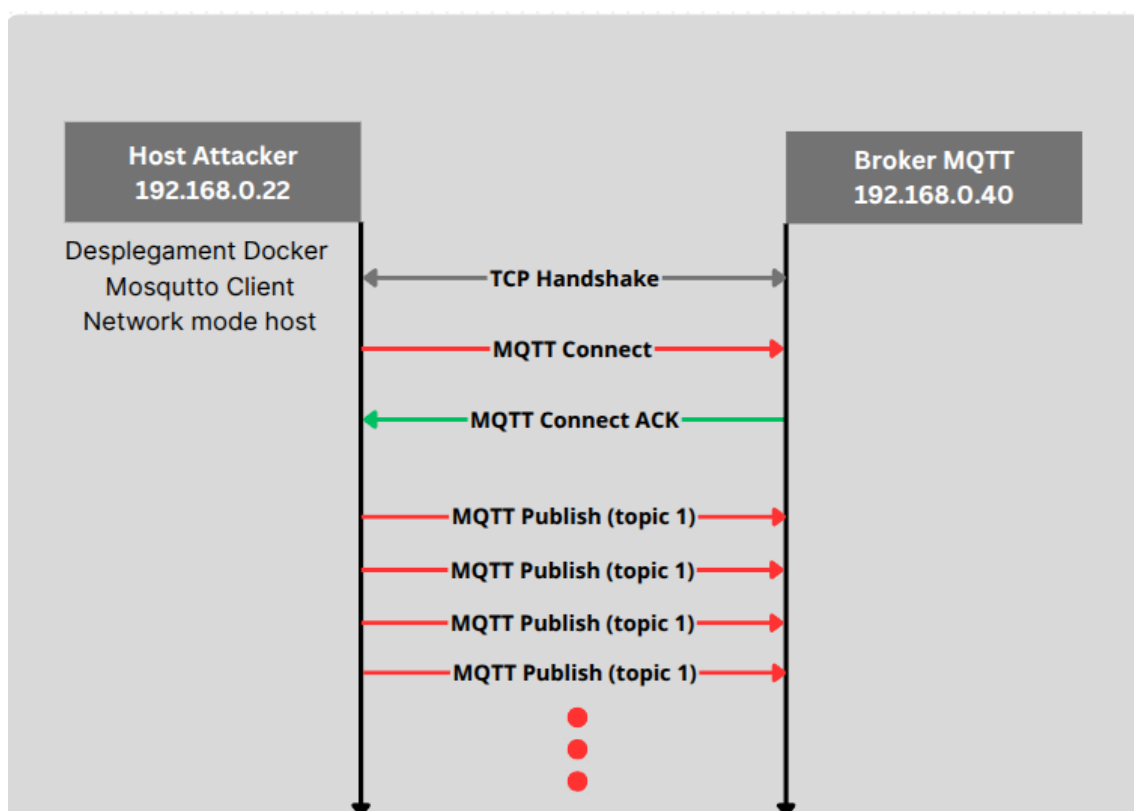 Host Attacker
192.168.0.22
Broker MQTT
192.168.0.40
Desplegament Docker
Mosqutto Client
Network mode host
TCP Handshake
MQTT Connect
MQTT Connect ACK
MQTT Publish (topic 1)
MQTT Publish (topic 1)
MQTT Publish (topic 1)
MQTT Publish (topic 1)